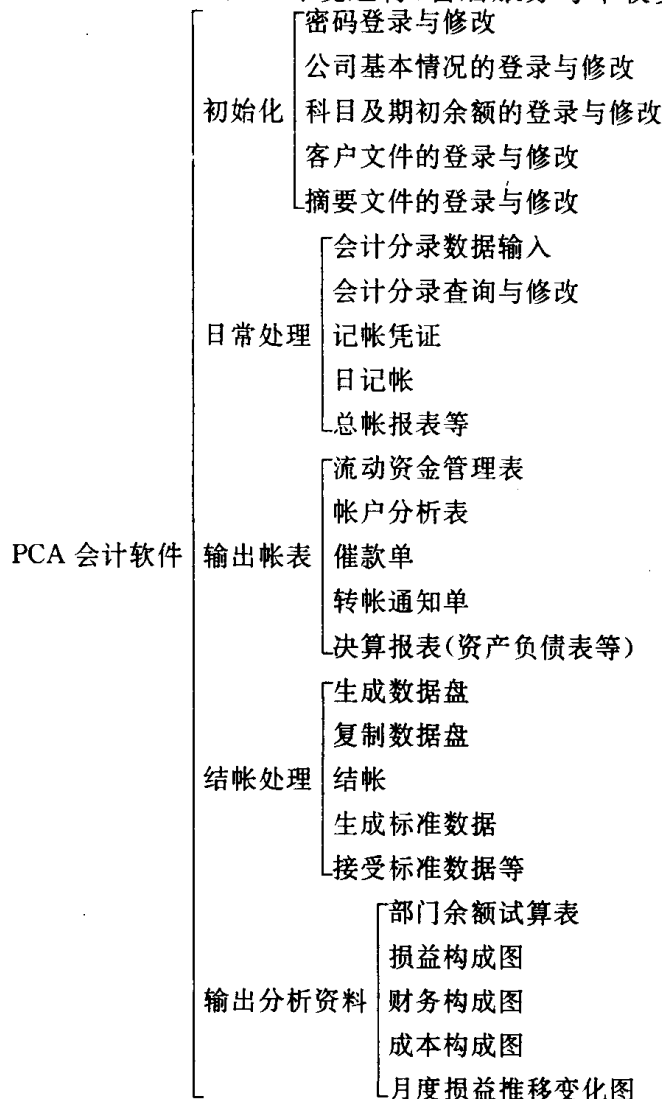 密码登录与修改
公司基本情况的登录与修改
初始化 科目及期初余额的登录与修改
客户文件的登录与修改
摘要文件的登录与修改
会计分录数据输入
会计分录查询与修改
日常处理 记帐凭证
日记帐
总帐报表等
流动资金管理表
帐户分析表
PCA 会计软件 输出帐表 催款单
转帐通知单
决算报表(资产负债表等)
生成数据盘
复制数据盘
结帐处理 结帐
生成标准数据
接受标准数据等
部门余额试算表
损益构成图
输出分析资料 财务构成图
成本构成图
月度损益推移变化图